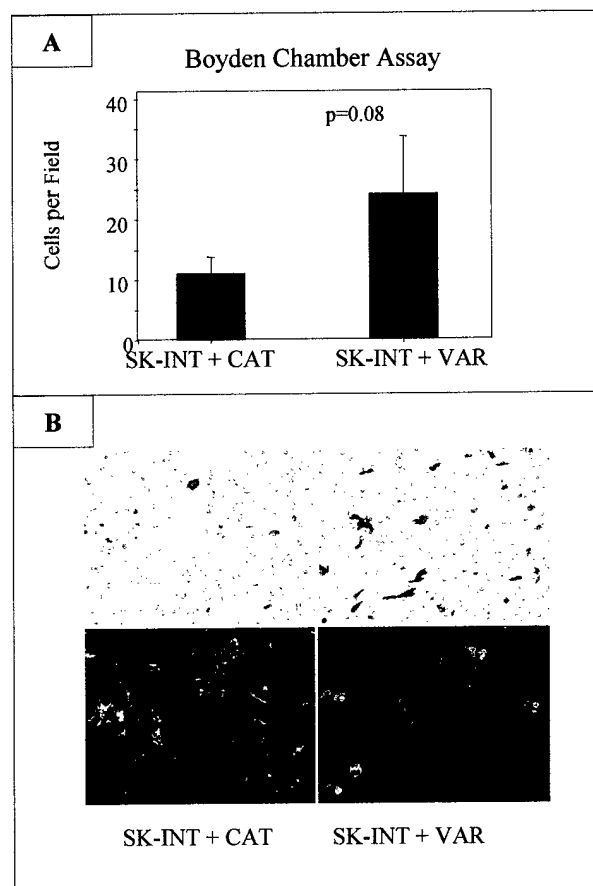 A
Boyden Chamber Assay
p=0.08
Cells per Field
40
30
20
10
0
SK-INT + CAT SK-INT + VAR
B
SK-INT + CAT SK-INT + VAR